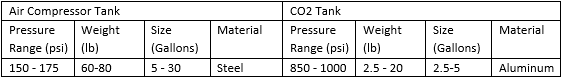 Air Compressor Tank CO2 Tank
Pressure Weight Size Material Pressure Weight Size Material
Range (psi) (lb) (Gallons) Range (psi) (lb) (Gallons)
150 - 175 60-80 5 - 30 Steel 850 - 1000 2.5 - 20 2.5-5 Aluminum